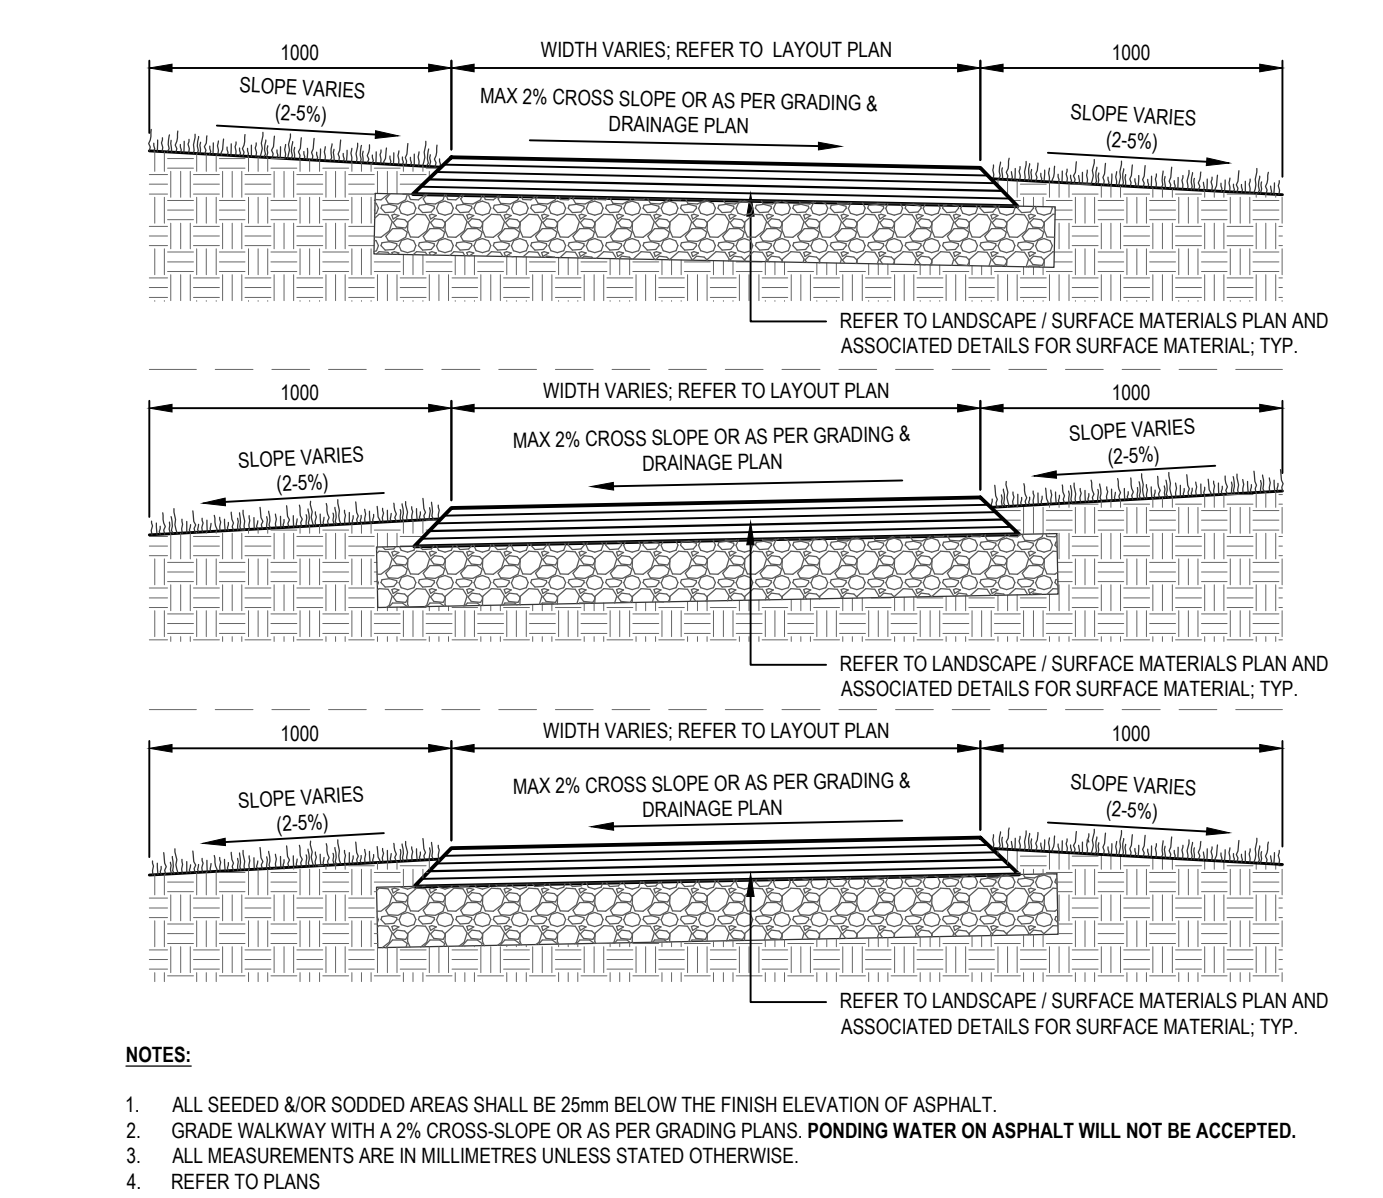 1000
WIDTH VARIES; REFER TO LAYOUT PLAN
1000
SLOPE VARIES
(2-5%)
MAX 2% CROSS SLOPE OR AS PER GRADING &
DRAINAGE PLAN
SLOPE VARIES
(2-5%)
REFER TO LANDSCAPE / SURFACE MATERIALS PLAN AND
ASSOCIATED DETAILS FOR SURFACE MATERIAL; TYP.
1000
WIDTH VARIES; REFER TO LAYOUT PLAN
1000
SLOPE VARIES
(2-5%)
MAX 2% CROSS SLOPE OR AS PER GRADING &
DRAINAGE PLAN
SLOPE VARIES
(2-5%)
REFER TO LANDSCAPE / SURFACE MATERIALS PLAN AND
ASSOCIATED DETAILS FOR SURFACE MATERIAL; TYP.
1000
WIDTH VARIES; REFER TO LAYOUT PLAN
1000
SLOPE VARIES
(2-5%)
MAX 2% CROSS SLOPE OR AS PER GRADING &
DRAINAGE PLAN
SLOPE VARIES
(2-5%)
REFER TO LANDSCAPE / SURFACE MATERIALS PLAN AND
ASSOCIATED DETAILS FOR SURFACE MATERIAL; TYP.
NOTES:
1. ALL SEEDED &/OR SODDED AREAS SHALL BE 25mm BELOW THE FINISH ELEVATION OF ASPHALT.
2. GRADE WALKWAY WITH A 2% CROSS-SLOPE OR AS PER GRADING PLANS. PONDING WATER ON ASPHALT WILL NOT BE ACCEPTED.
3. ALL MEASUREMENTS ARE IN MILLIMETRES UNLESS STATED OTHERWISE.
4. REFER TO PLANS